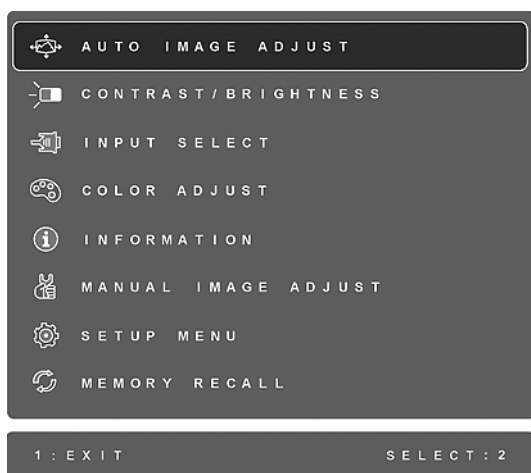 AUTO IMAGE ADJUST
CONTRAST/BRIGHTNESS
INPUT SELECT
COLOR ADJUST
INFORMATION
MANUAL IMAGE ADJUST
SETUP MENU
MEMORY RECALL
1:EXIT SELECT:2